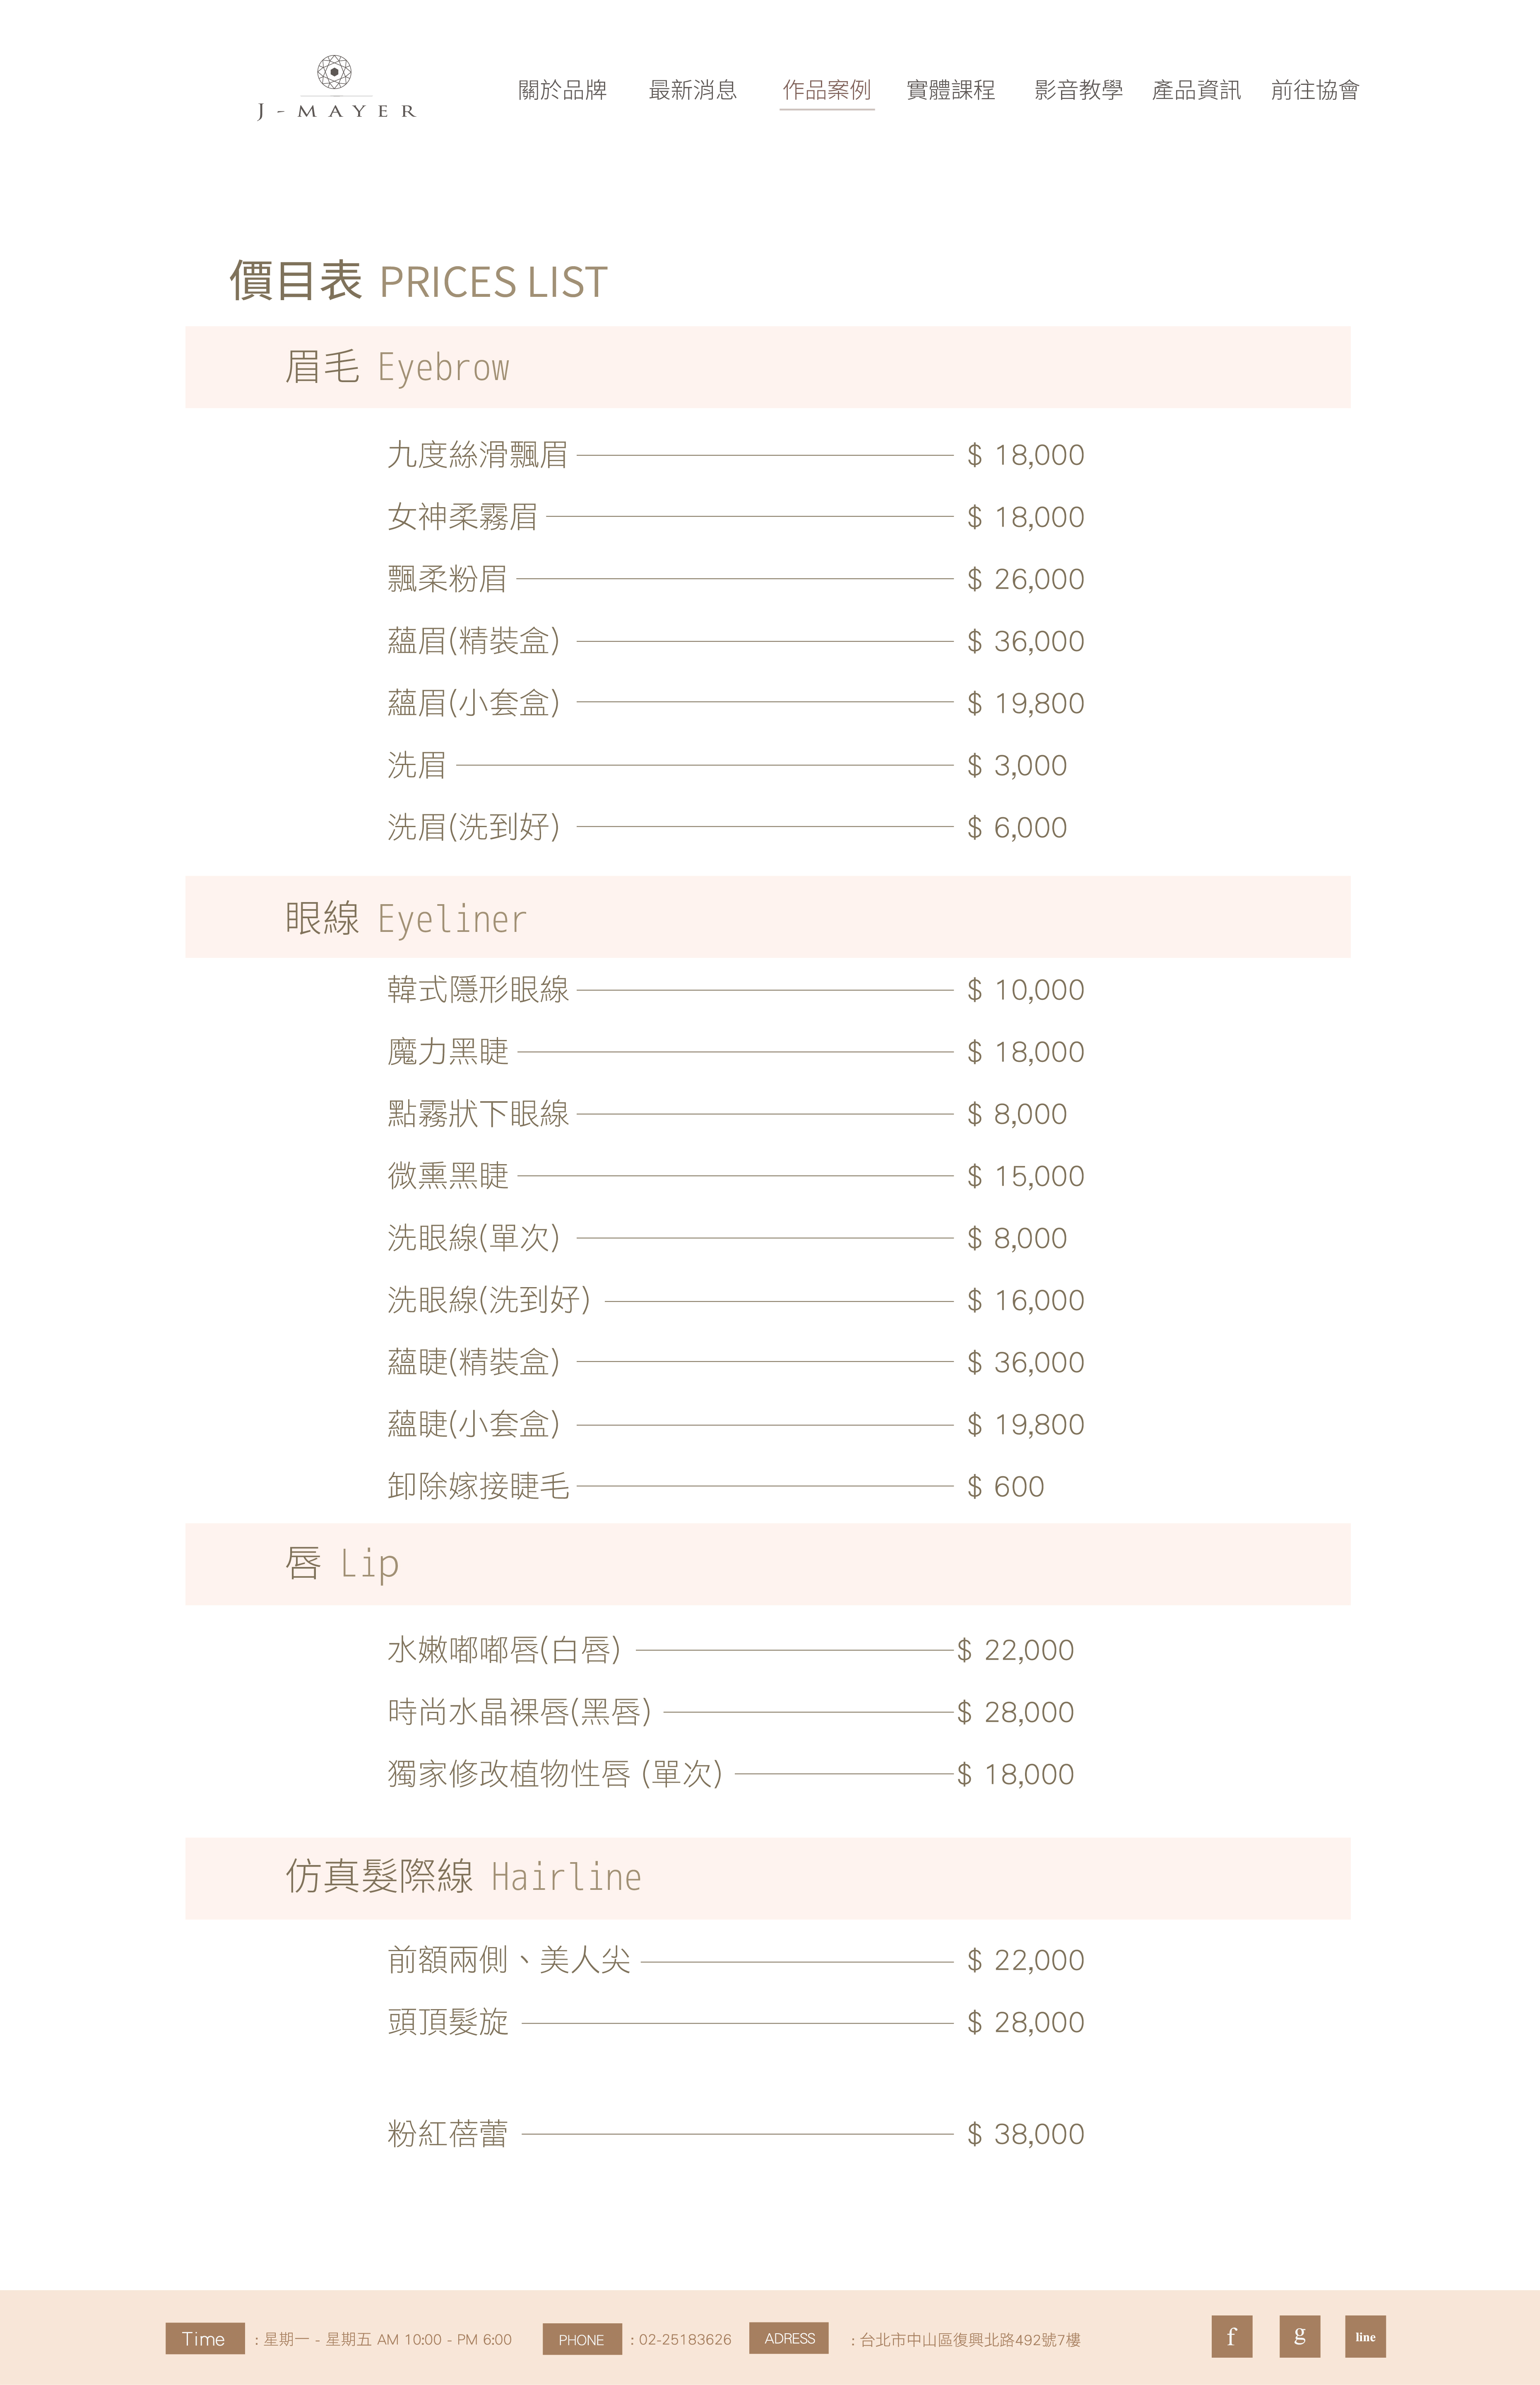 J - MAYER
關於品牌 最新消息 作品案例 實體課程 影音教學 產品資訊 前往協會
價目表 PRICES LIST
眉毛 Eyebrow
九度絲滑飄眉 $ 18,000
女神柔霧眉 $ 18,000
飄柔粉眉 $ 26,000
蘊眉(精裝盒) $ 36,000
蘊眉(小套盒) $ 19,800
洗眉 $ 3,000
洗眉(洗到好) $ 6,000
眼線 Eyeliner
韓式隱形眼線 $ 10,000
魔力黑睫 $ 18,000
點霧狀下眼線 $ 8,000
微熏黑睫 $ 15,000
洗眼線(單次) $ 8,000
洗眼線(洗到好) $ 16,000
蘊睫(精裝盒) $ 36,000
蘊睫(小套盒) $ 19,800
卸除嫁接睫毛 $ 600
唇 Lip
水嫩嘟嘟唇(白唇) $ 22,000
時尚水晶裸唇(黑唇) $ 28,000
獨家修改植物性唇 (單次) $ 18,000
仿真髮際線 Hairline
前額兩側、美人尖 $ 22,000
頭頂髮旋 $ 28,000
粉紅蓓蕾 $ 38,000
Time : 星期一 - 星期五 AM 10:00 - PM 6:00 PHONE : 02-25183626 ADRESS : 台北市中山區復興北路492號7樓 f g line